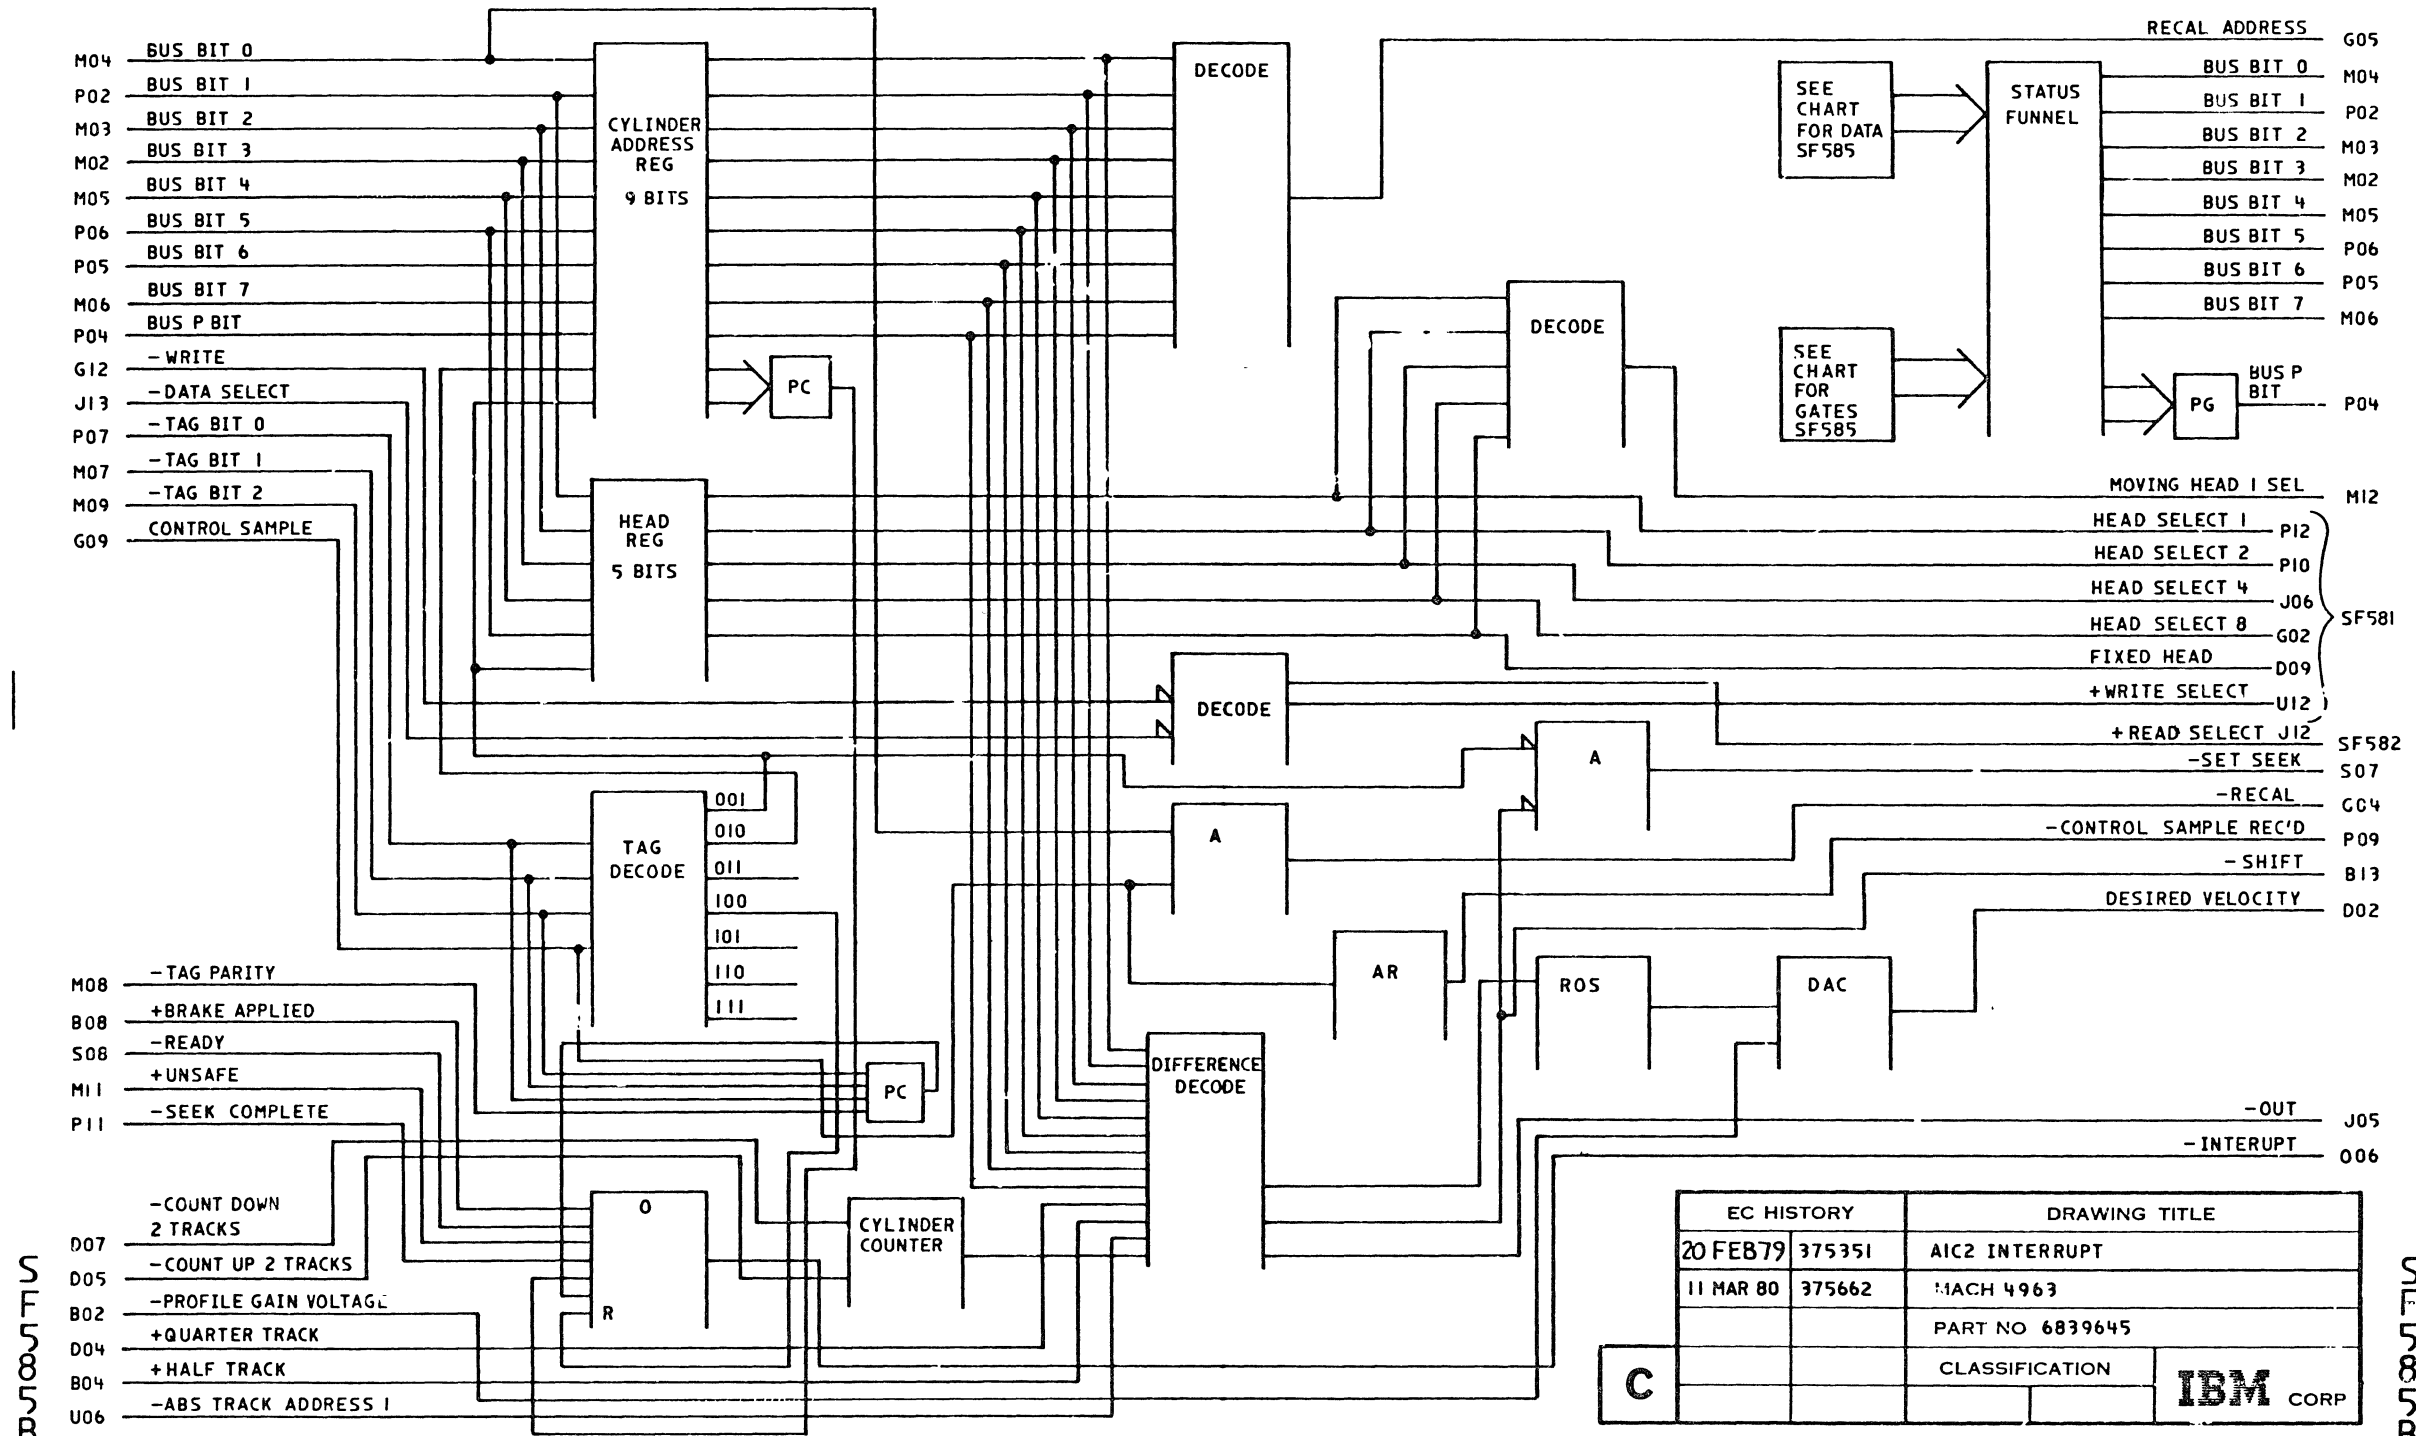 M04 BUS BIT 0
P02 BUS BIT 1
M03 BUS BIT 2
M02 BUS BIT 3
M05 BUS BIT 4
P06 BUS BIT 5
P05 BUS BIT 6
M06 BUS BIT 7
P04 BUS P BIT
G12 -WRITE
J13 -DATA SELECT
P07 -TAG BIT 0
M07 -TAG BIT 1
M09 -TAG BIT 2
G09 CONTROL SAMPLE
M08 -TAG PARITY
B08 +BRAKE APPLIED
S08 -READY
M11 +UNSAFE
P11 -SEEK COMPLETE
-COUNT DOWN
D07 2 TRACKS
D05 -COUNT UP 2 TRACKS
B02 -PROFILE GAIN VOLTAGE
D04 +QUARTER TRACK
B04 +HALF TRACK
U06 -ABS TRACK ADDRESS 1
CYLINDER
ADDRESS
REG
9 BITS
PC
HEAD
REG
5 BITS
TAG
DECODE
001
010
011
100
101
110
111
PC
O
R
CYLINDER
COUNTER
DECODE
DECODE
A
DIFFERENCE
DECODE
AR
DECODE
A
ROS
DAC
SEE
CHART
FOR DATA
SF585
SEE
CHART
FOR
GATES
SF585
STATUS
FUNNEL
PG
RECAL ADDRESS G05
BUS BIT 0 M04
BUS BIT 1 P02
BUS BIT 2 M03
BUS BIT 3 M02
BUS BIT 4 M05
BUS BIT 5 P06
BUS BIT 6 P05
BUS BIT 7 M06
BUS P
BIT P04
MOVING HEAD 1 SEL M12
HEAD SELECT 1 P12
HEAD SELECT 2 P10
HEAD SELECT 4 J06
SF581
HEAD SELECT 8 G02
FIXED HEAD D09
+WRITE SELECT U12
+READ SELECT J12 SF582
-SET SEEK S07
-RECAL G04
-CONTROL SAMPLE REC'D P09
-SHIFT B13
DESIRED VELOCITY D02
-OUT J05
-INTERUPT 006
EC HISTORY DRAWING TITLE
20 FEB79 375351 A1C2 INTERRUPT
11 MAR 80 375662 MACH 4963
PART NO 6839645
CLASSIFICATION
C
IBM CORP
SF585B
SF585B